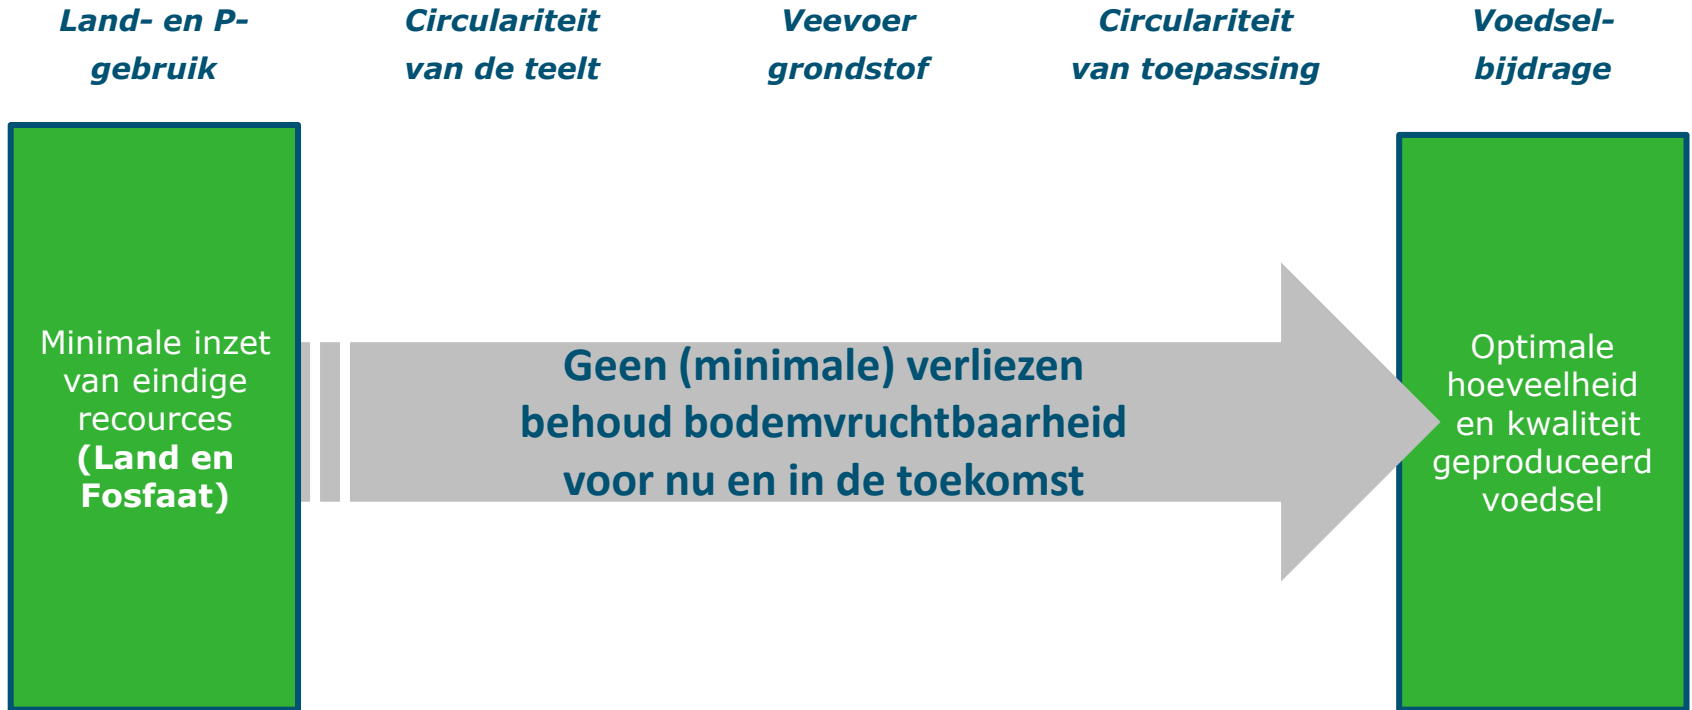 Land- en P-
gebruik
Circulariteit
van de teelt
Veevoer
grondstof
Circulariteit
van toepassing
Voedsel-
bijdrage
Minimale inzet
van eindige
recources
(Land en
Fosfaat)
Geen (minimale) verliezen
behoud bodemvruchtbaarheid
voor nu en in de toekomst
Optimale
hoeveelheid
en kwaliteit
geproduceerd
voedsel